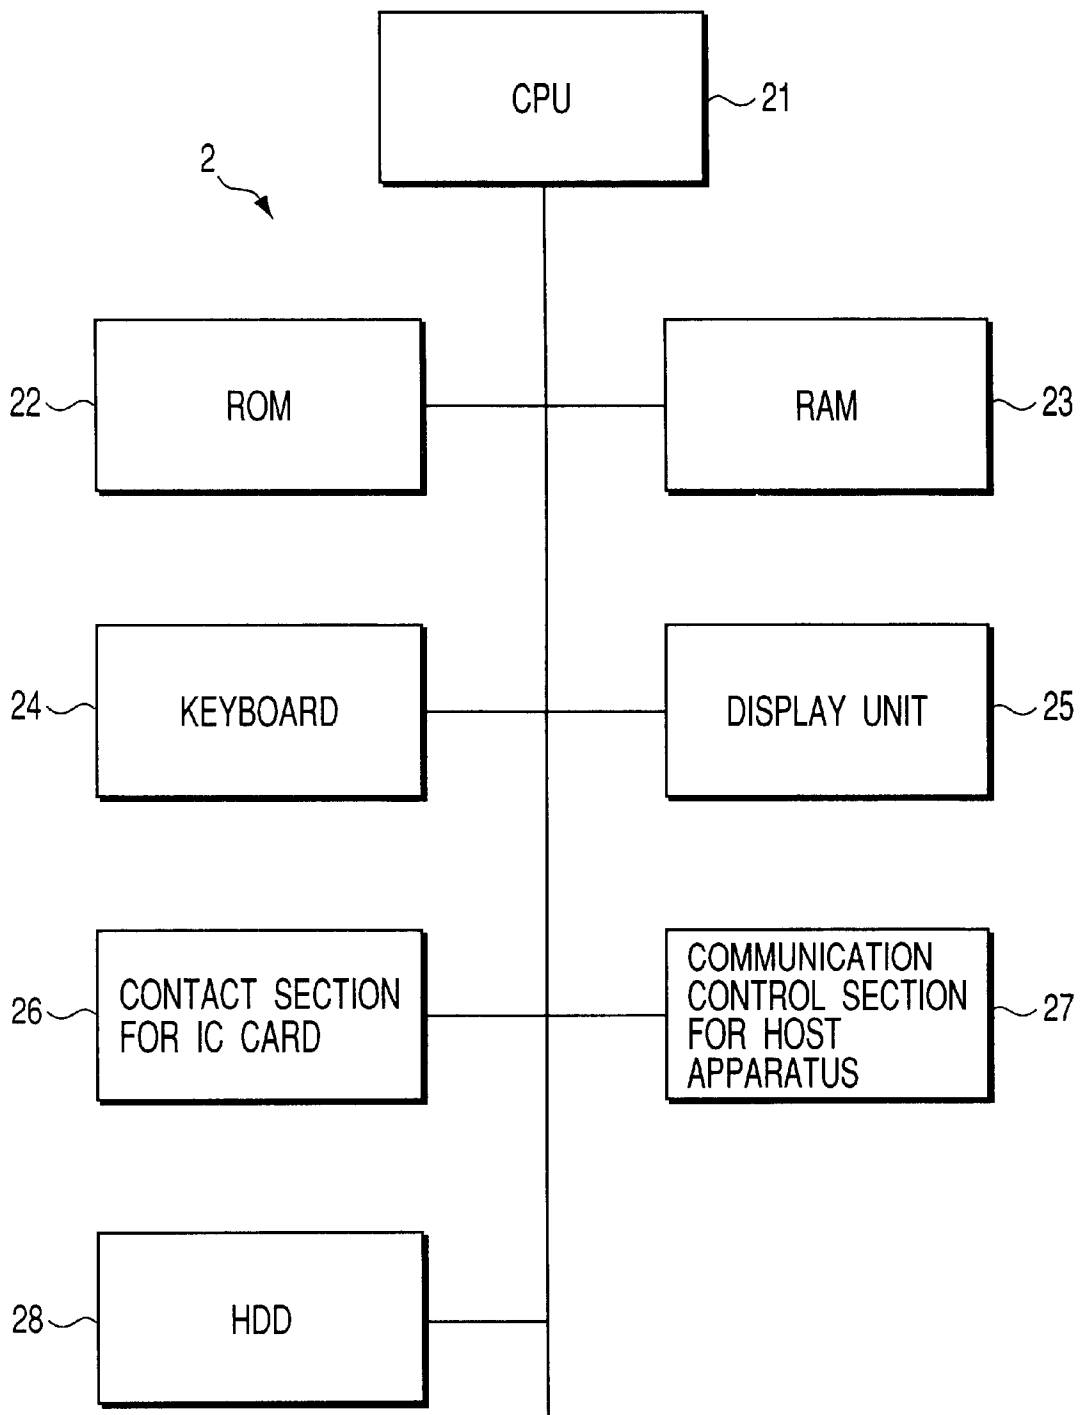 CPU
21
2
22
ROM
RAM
23
24
KEYBOARD
DISPLAY UNIT
25
26
CONTACT SECTION
FOR IC CARD
COMMUNICATION
CONTROL SECTION
FOR HOST
APPARATUS
27
28
HDD